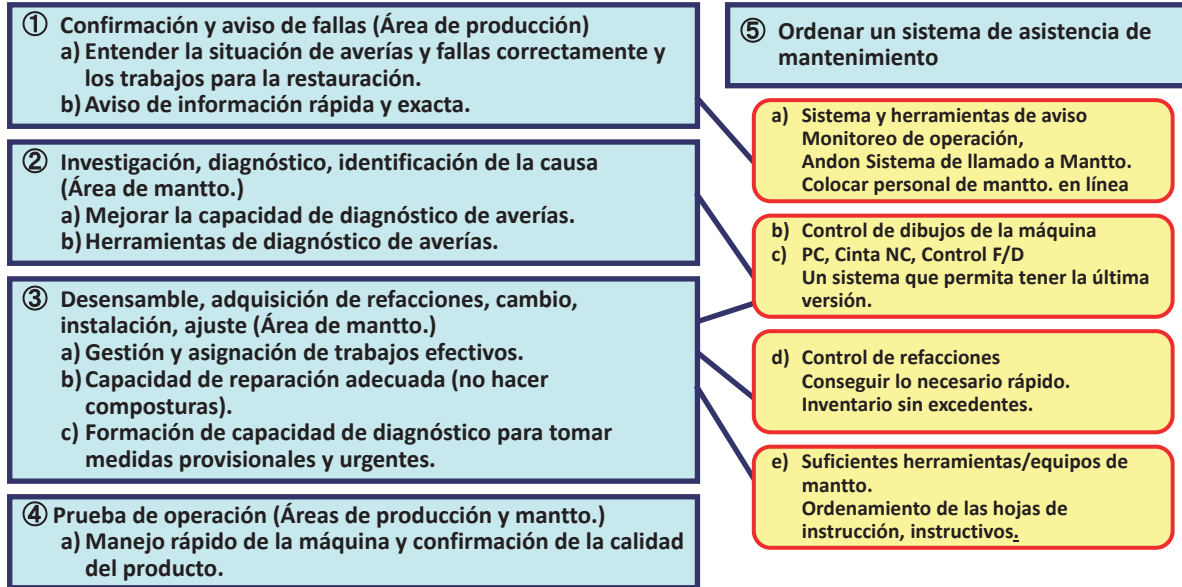 ① Confirmación y aviso de fallas (Área de producción)
a) Entender la situación de averías y fallas correctamente y
los trabajos para la restauración.
b) Aviso de información rápida y exacta.
② Investigación, diagnóstico, identificación de la causa
(Área de mantto.)
a) Mejorar la capacidad de diagnóstico de averías.
b) Herramientas de diagnóstico de averías.
③ Desensamble, adquisición de refacciones, cambio,
instalación, ajuste (Área de mantto.)
a) Gestión y asignación de trabajos efectivos.
b) Capacidad de reparación adecuada (no hacer
composturas).
c) Formación de capacidad de diagnóstico para tomar
medidas provisionales y urgentes.
④ Prueba de operación (Áreas de producción y mantto.)
a) Manejo rápido de la máquina y confirmación de la calidad
del producto.
⑤ Ordenar un sistema de asistencia de
mantenimiento
a) Sistema y herramientas de aviso
Monitoreo de operación,
Andon Sistema de llamado a Mantto.
Colocar personal de mantto. en línea
b) Control de dibujos de la máquina
c) PC, Cinta NC, Control F/D
Un sistema que permita tener la última
versión.
d) Control de refacciones
Conseguir lo necesario rápido.
Inventario sin excedentes.
e) Suficientes herramientas/equipos de
mantto.
Ordenamiento de las hojas de
instrucción, instructivos.